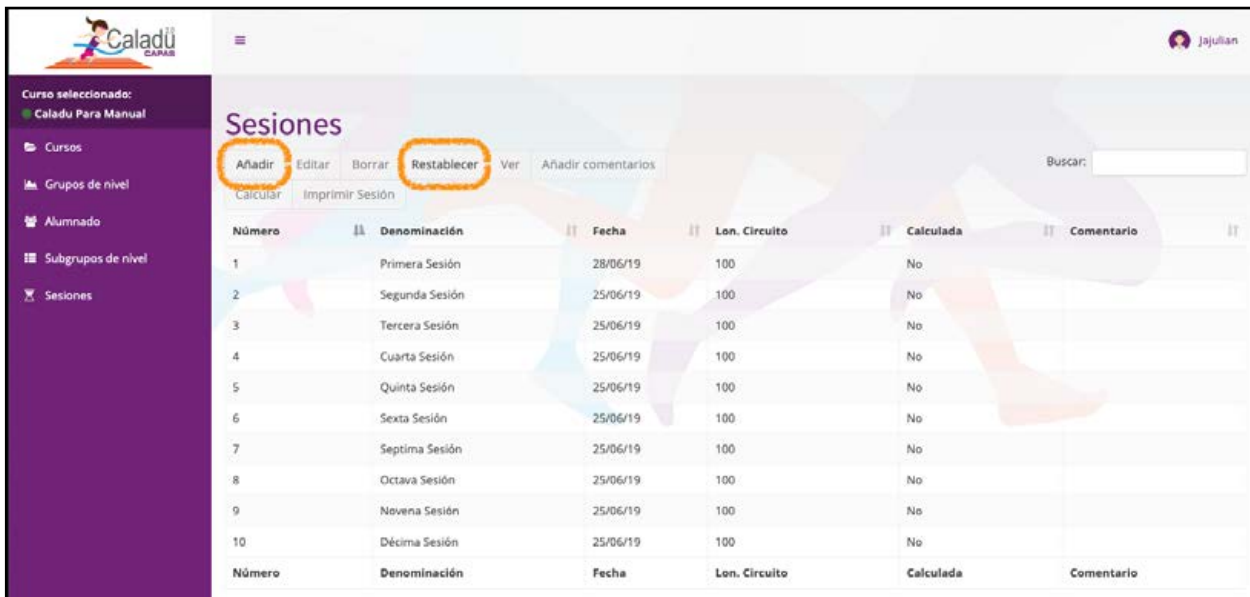 Caladü 2.0
CAPAS
Jajulian
Curso seleccionado:
Caladu Para Manual
Cursos
Grupos de nivel
Alumnado
Subgrupos de nivel
Sesiones
Sesiones
Añadir Editar Borrar Restablecer Ver Añadir comentarios
Buscar:
Calcular Imprimir Sesión
Número Denominación Fecha Lon. Circuito Calculada Comentario
1 Primera Sesión 28/06/19 100 No
2 Segunda Sesión 25/06/19 100 No
3 Tercera Sesión 25/06/19 100 No
4 Cuarta Sesión 25/06/19 100 No
5 Quinta Sesión 25/06/19 100 No
6 Sexta Sesión 25/06/19 100 No
7 Septima Sesión 25/06/19 100 No
8 Octava Sesión 25/06/19 100 No
9 Novena Sesión 25/06/19 100 No
10 Décima Sesión 25/06/19 100 No
Número Denominación Fecha Lon. Circuito Calculada Comentario